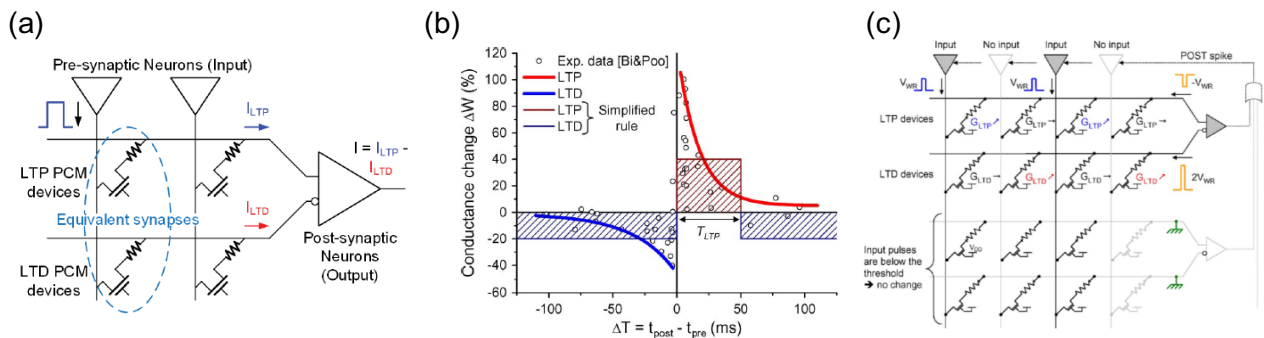 (a)
Pre-synaptic Neurons (Input)
I_LTP
I = I_LTP -
I_LTD
LTP PCM
devices
Equivalent synapses
I_LTD
LTD PCM
devices
Post-synaptic
Neurons
(Output)
(b)
Conductance change ΔW (%)
120
100
80
60
40
20
0
-20
-40
-60
Exp. data [Bi&Poo]
LTP
LTD
LTP
LTD
Simplified
rule
T_LTP
-100
-50
0
50
100
ΔT = t_post - t_pre (ms)
(c)
Input
No input
Input
No input
POST spike
V_WR
V_WR
-V_WR
LTP devices
G_LTP
G_LTP
G_LTP
G_LTP
LTD devices
G_LTD
G_LTD
G_LTD
G_LTD
2V_WR
Input pulses
are below the
threshold
➔ no change
V_DD